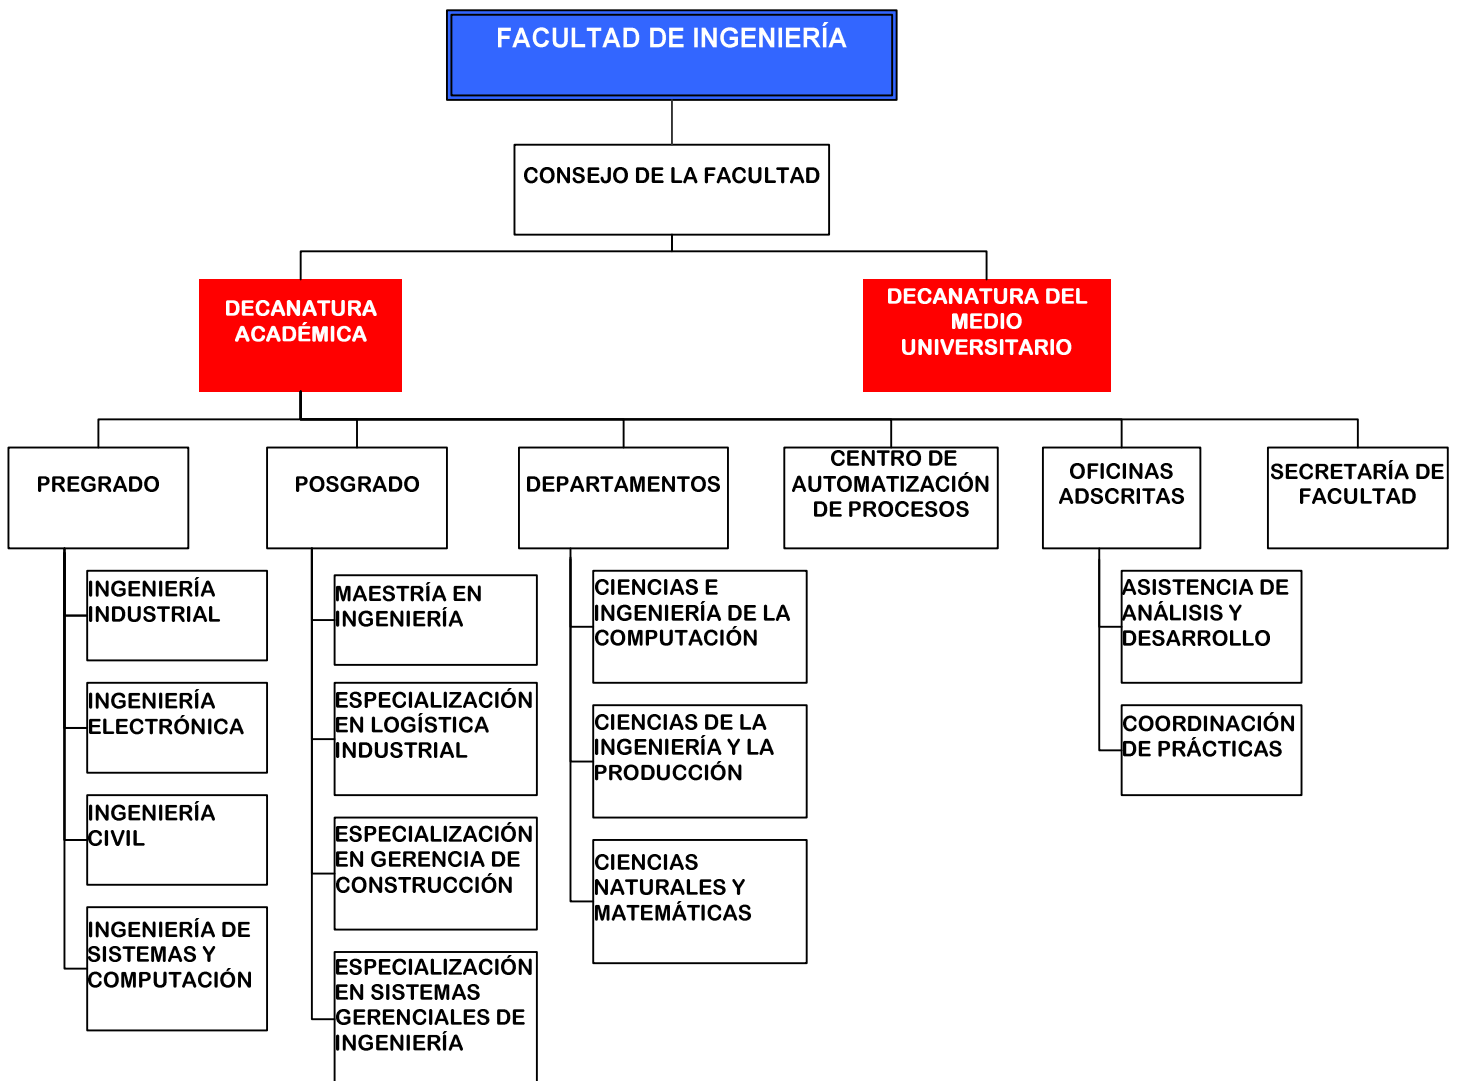 FACULTAD DE INGENIERÍA
CONSEJO DE LA FACULTAD
DECANATURA
ACADÉMICA
DECANATURA DEL
MEDIO
UNIVERSITARIO
PREGRADO
POSGRADO
DEPARTAMENTOS
CENTRO DE
AUTOMATIZACIÓN
DE PROCESOS
OFICINAS
ADSCRITAS
SECRETARÍA DE
FACULTAD
INGENIERÍA
INDUSTRIAL
INGENIERÍA
ELECTRÓNICA
INGENIERÍA
CIVIL
INGENIERÍA DE
SISTEMAS Y
COMPUTACIÓN
MAESTRÍA EN
INGENIERÍA
ESPECIALIZACIÓN
EN LOGÍSTICA
INDUSTRIAL
ESPECIALIZACIÓN
EN GERENCIA DE
CONSTRUCCIÓN
ESPECIALIZACIÓN
EN SISTEMAS
GERENCIALES DE
INGENIERÍA
CIENCIAS E
INGENIERÍA DE LA
COMPUTACIÓN
CIENCIAS DE LA
INGENIERÍA Y LA
PRODUCCIÓN
CIENCIAS
NATURALES Y
MATEMÁTICAS
ASISTENCIA DE
ANÁLISIS Y
DESARROLLO
COORDINACIÓN
DE PRÁCTICAS